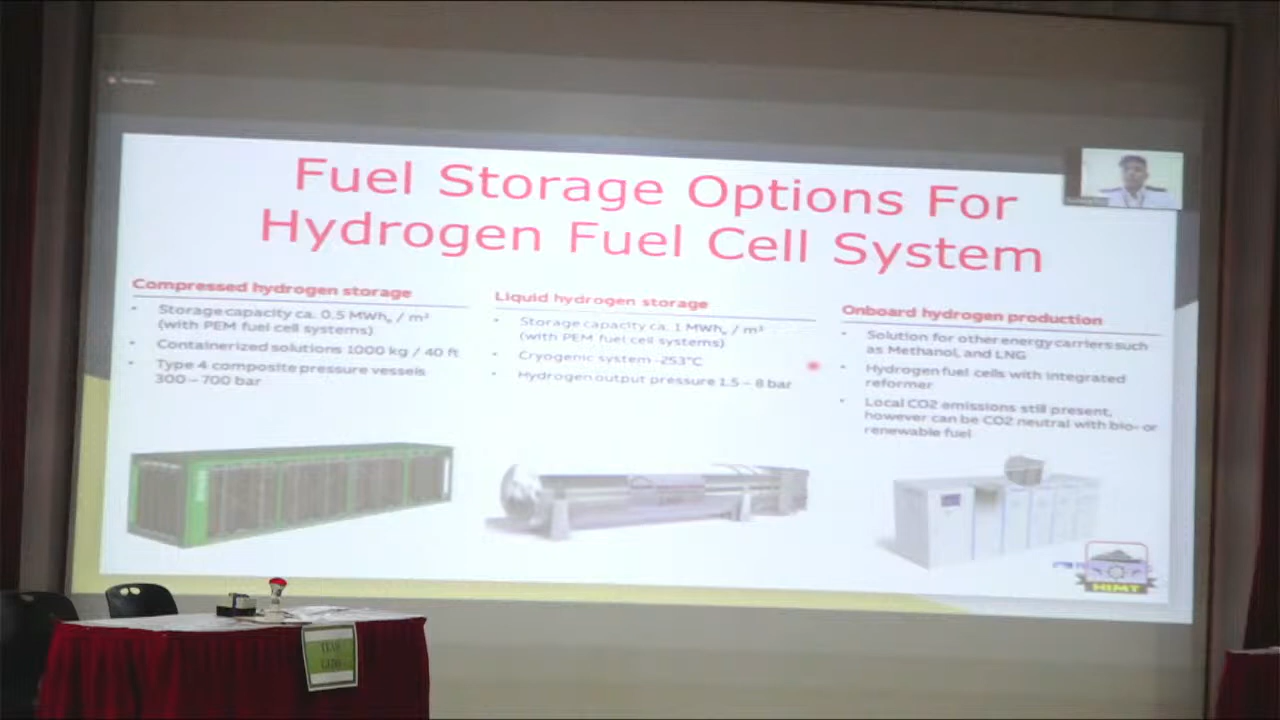 Fuel Storage Options For
Hydrogen Fuel Cell System
Compressed hydrogen storage
• Storage capacity ca. 0,5 MWhe / m³
(with PEM fuel cell systems)
• Containerized solutions 1000 kg / 40 ft
• Type 4 composite pressure vessels
300 – 700 bar
Liquid hydrogen storage
• Storage capacity ca. 1 MWhe / m³
(with PEM fuel cell systems)
• Cryogenic system -253°C
• Hydrogen output pressure 1.5 – 8 bar
Onboard hydrogen production
• Solution for other energy carriers such
as Methanol, and LNG
• Hydrogen fuel cells with integrated
reformer
• Local CO2 emissions still present,
however can be CO2 neutral with bio- or
renewable fuel
HIMT
TEAM